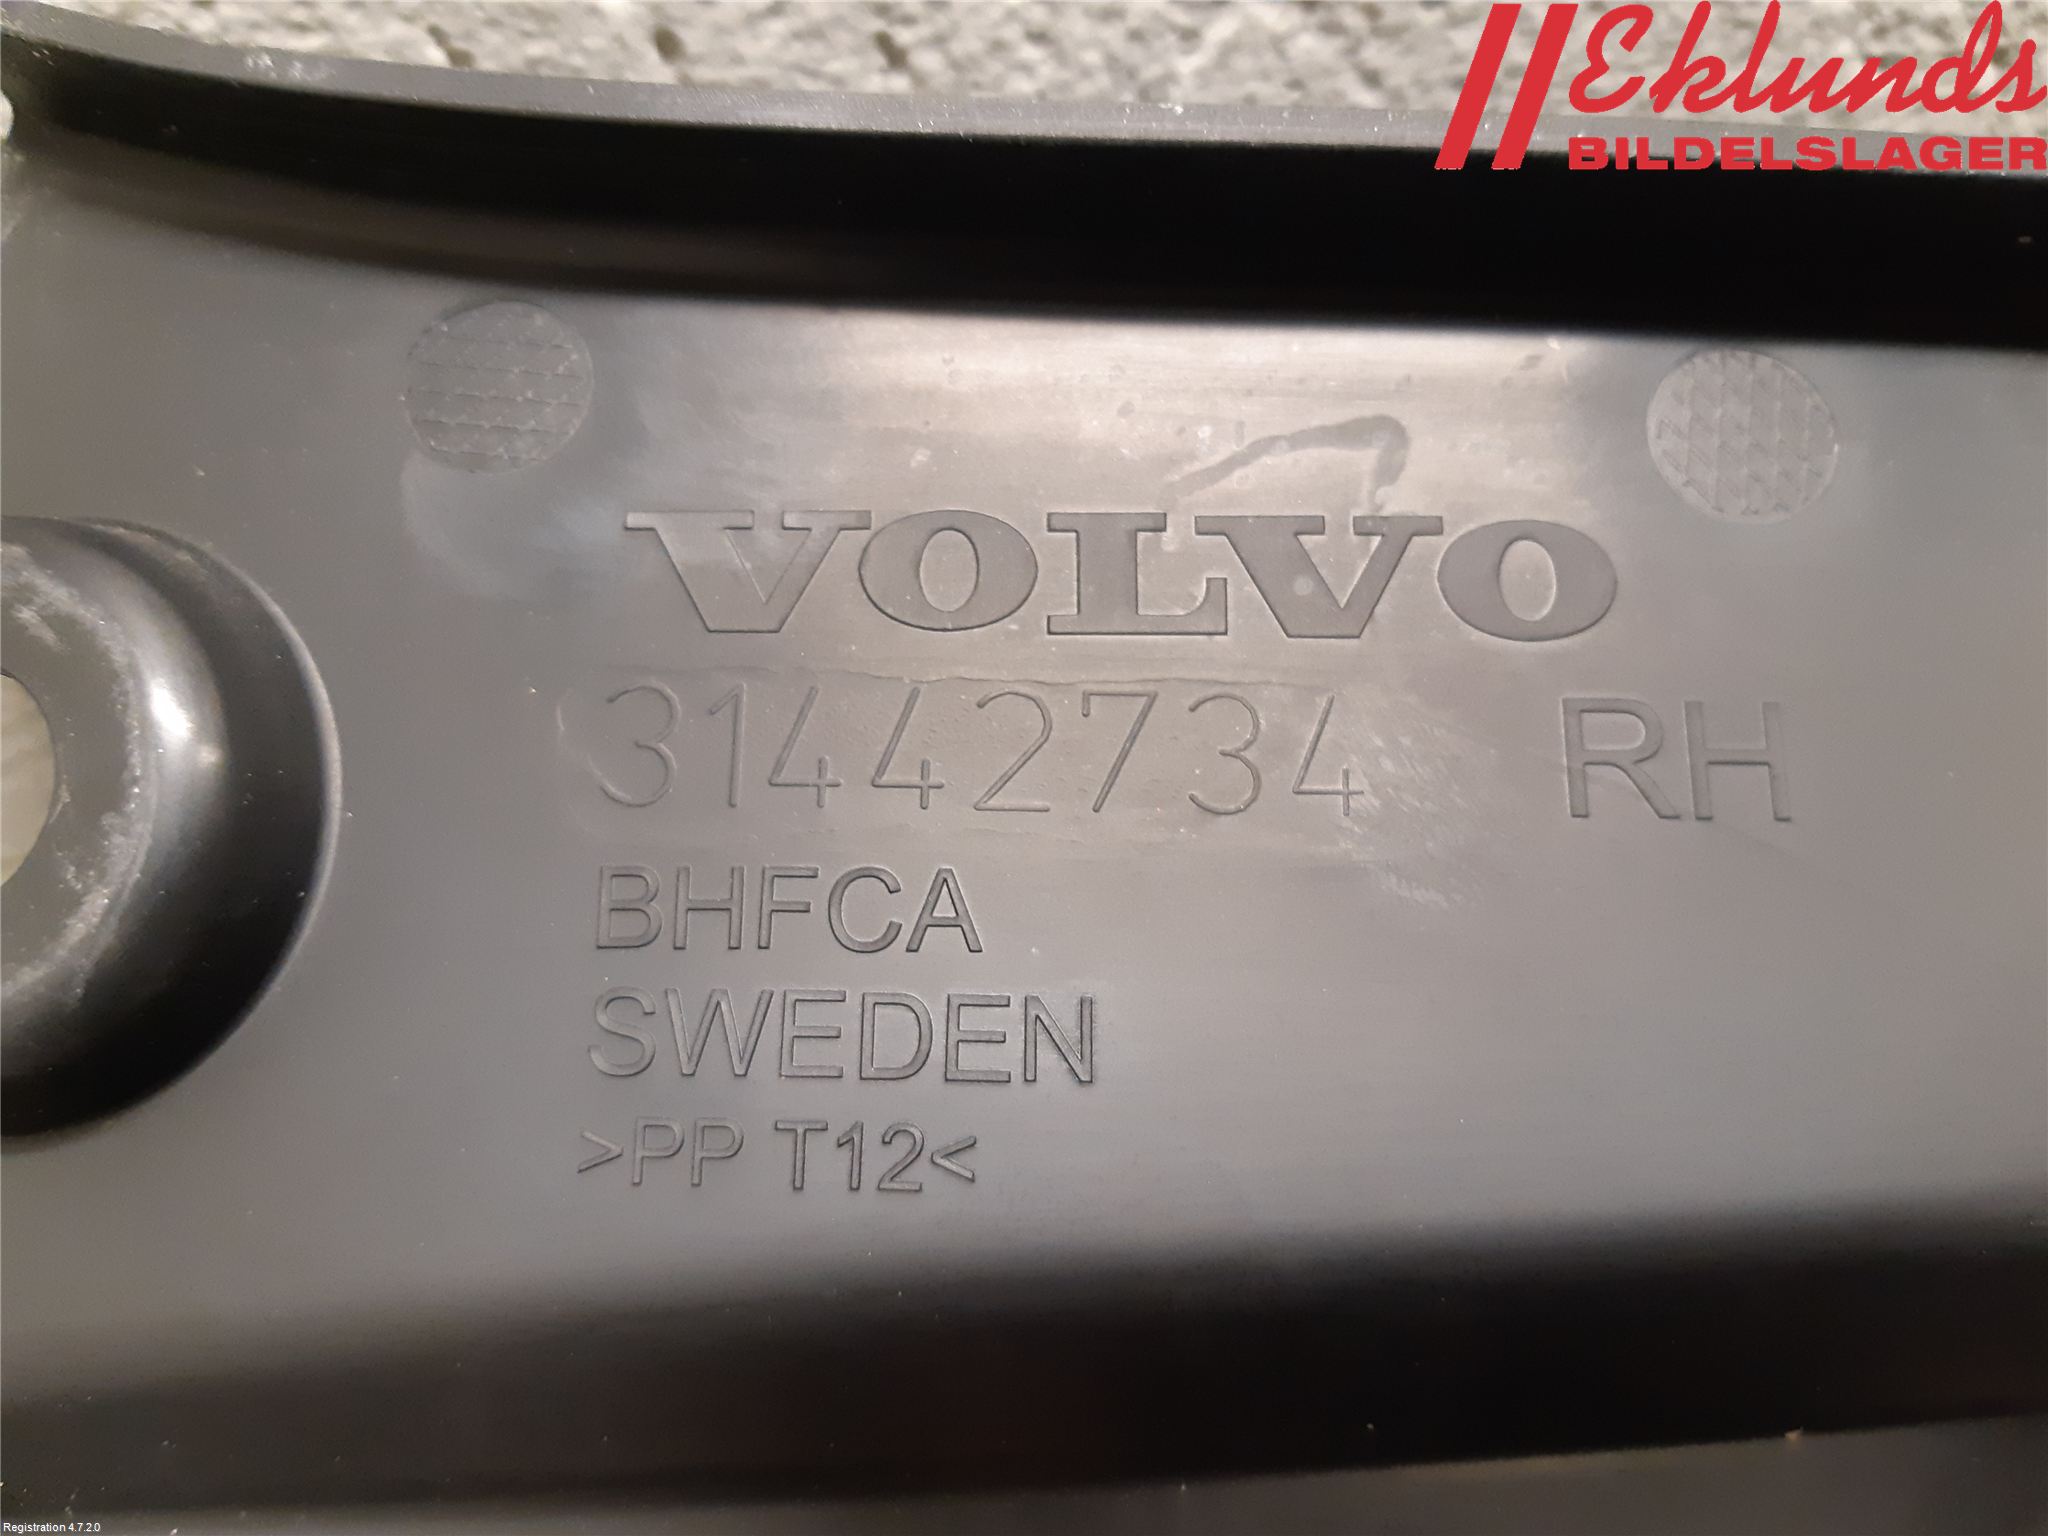 Eklunds
BILDELSLAGER
VOLVO
31442734 RH
BHFCA
SWEDEN
>PP T12<
Registration 4.7.2.0